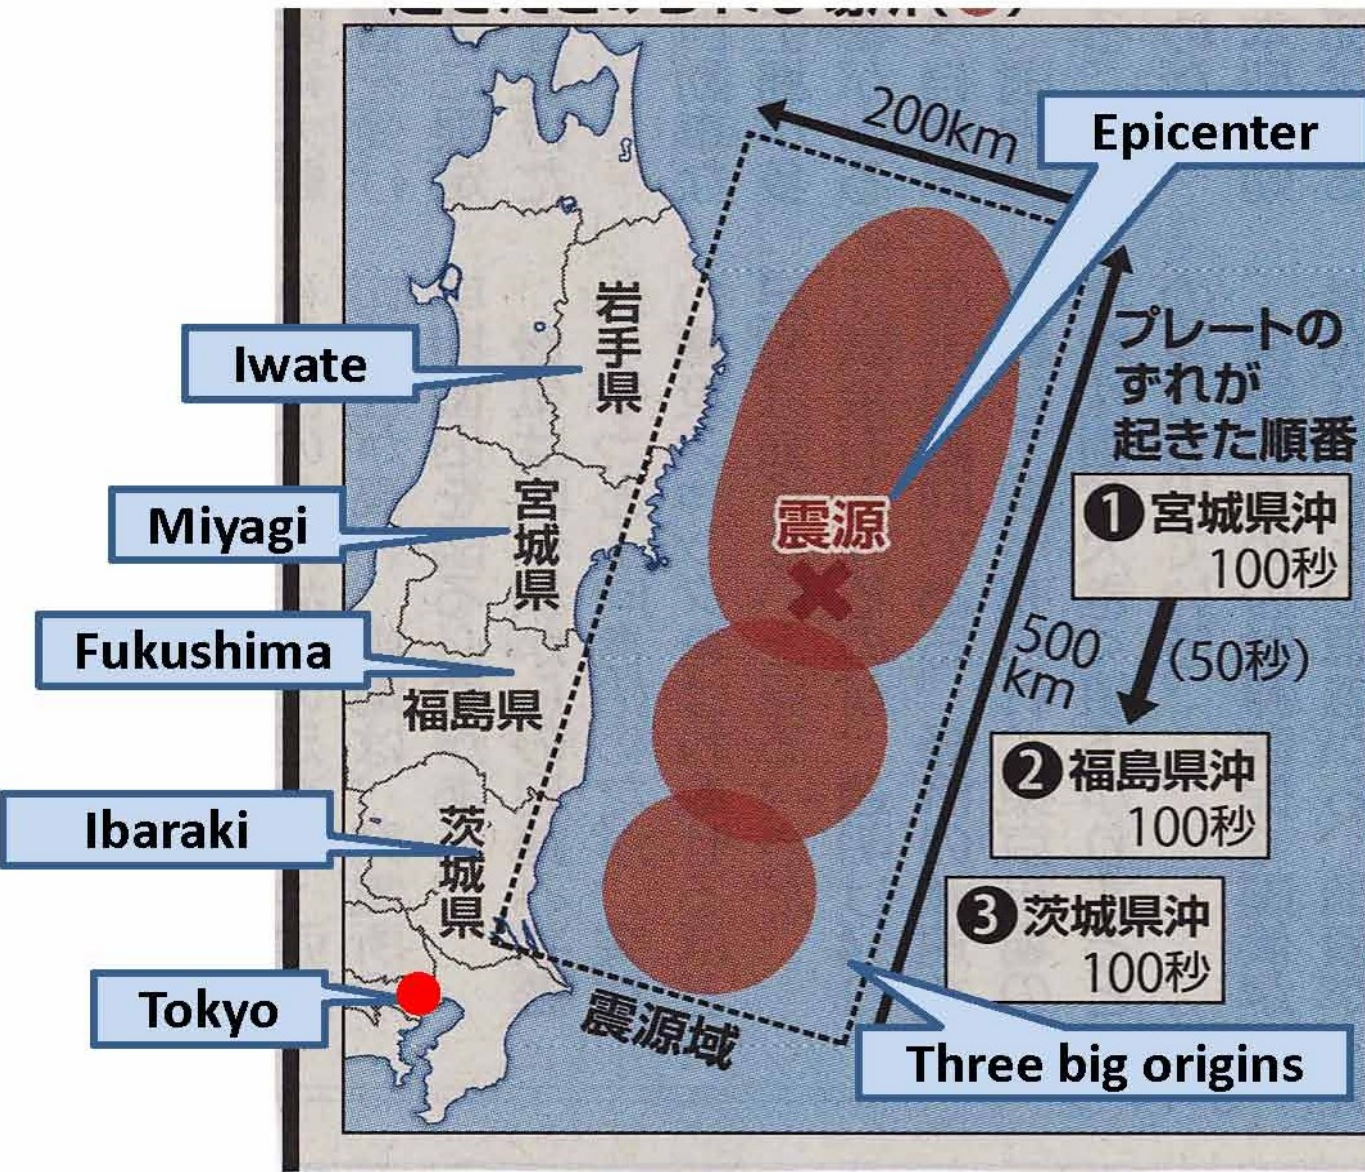 200km
Epicenter
プレートの
ずれが
起きた順番
岩手県
Iwate
❶宮城県沖
100秒
Miyagi
宮城県
震源
500
km
(50秒)
Fukushima
福島県
❷福島県沖
100秒
Ibaraki
茨城県
❸茨城県沖
100秒
Tokyo
震源域
Three big origins